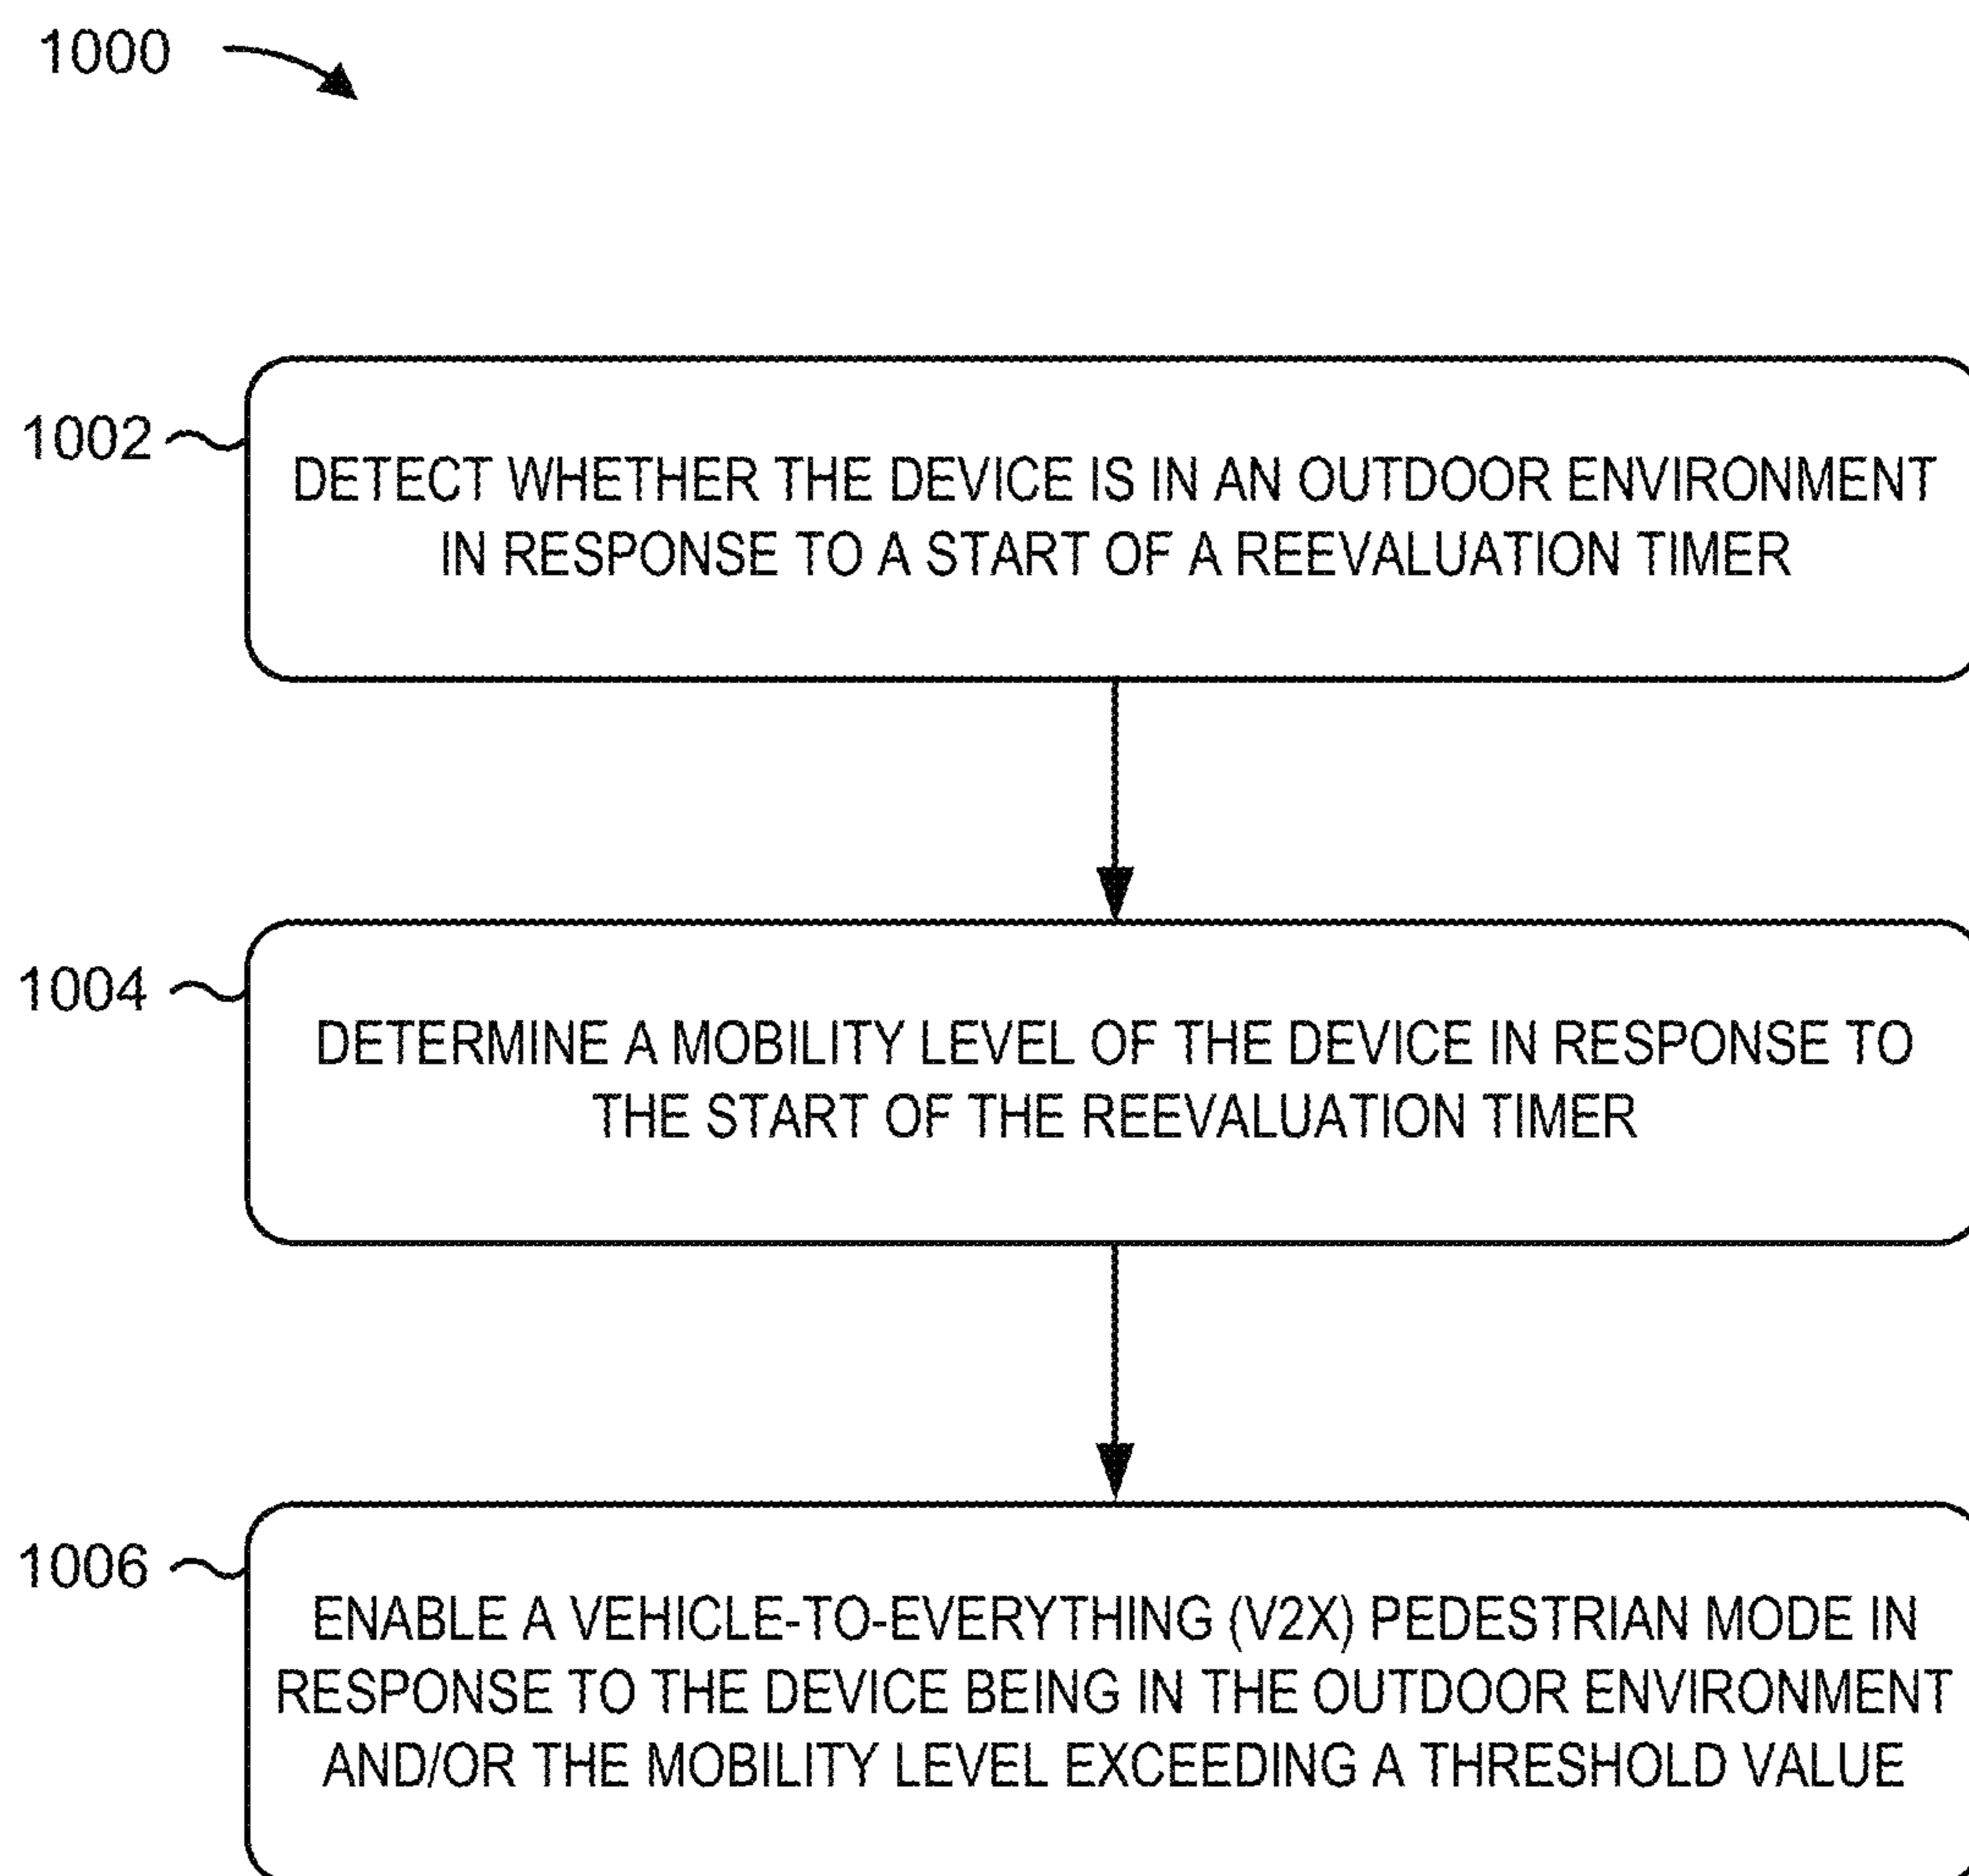 1000
1002
DETECT WHETHER THE DEVICE IS IN AN OUTDOOR ENVIRONMENT
IN RESPONSE TO A START OF A REEVALUATION TIMER
1004
DETERMINE A MOBILITY LEVEL OF THE DEVICE IN RESPONSE TO
THE START OF THE REEVALUATION TIMER
1006
ENABLE A VEHICLE-TO-EVERYTHING (V2X) PEDESTRIAN MODE IN
RESPONSE TO THE DEVICE BEING IN THE OUTDOOR ENVIRONMENT
AND/OR THE MOBILITY LEVEL EXCEEDING A THRESHOLD VALUE